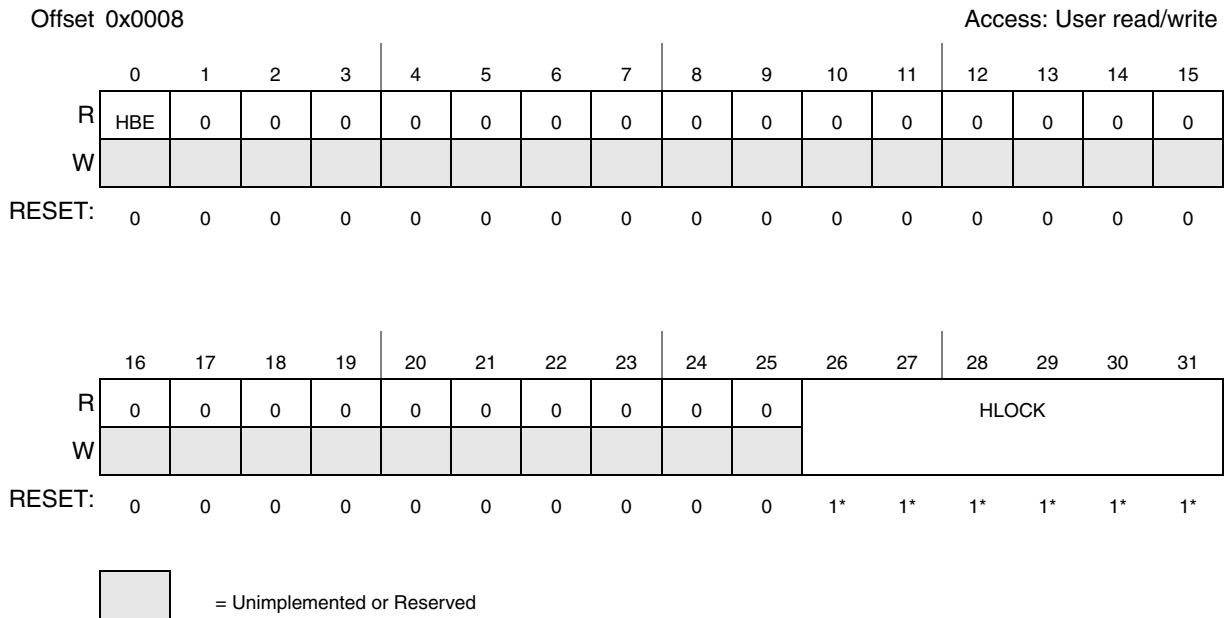 Offset 0x0008 Access: User read/write
0 1 2 3 4 5 6 7 8 9 10 11 12 13 14 15
R HBE 0 0 0 0 0 0 0 0 0 0 0 0 0 0 0
W
RESET: 0 0 0 0 0 0 0 0 0 0 0 0 0 0 0 0
16 17 18 19 20 21 22 23 24 25 26 27 28 29 30 31
R 0 0 0 0 0 0 0 0 0 0 HLOCK
W
RESET: 0 0 0 0 0 0 0 0 0 0 1* 1* 1* 1* 1* 1*
= Unimplemented or Reserved